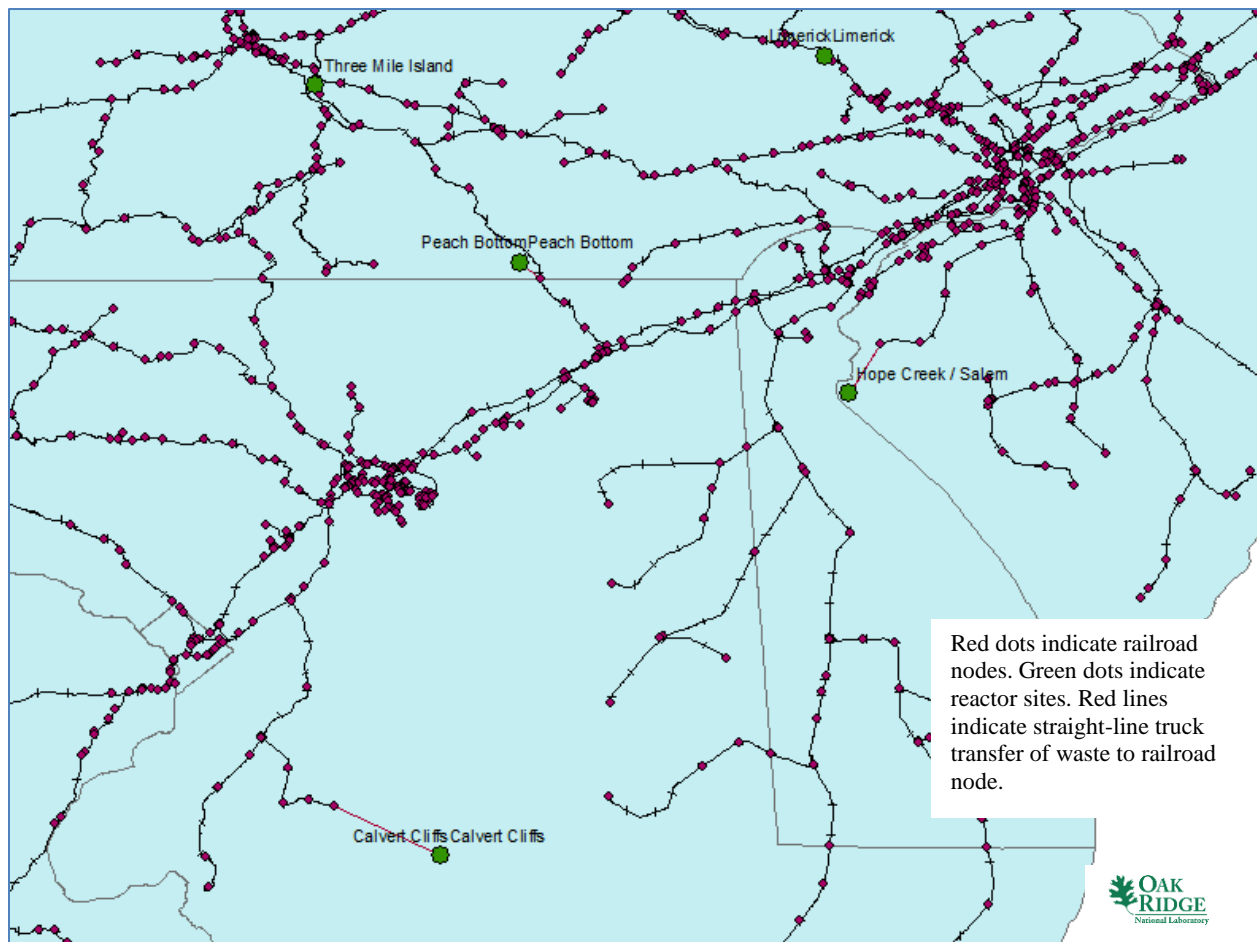 LimerickLimerick
Three Mile Island
Peach BottomPeach Bottom
Hope Creek / Salem
Red dots indicate railroad
nodes. Green dots indicate
reactor sites. Red lines
indicate straight-line truck
transfer of waste to railroad
node.
Calvert CliffsCalvert Cliffs
OAK
RIDGE
National Laboratory